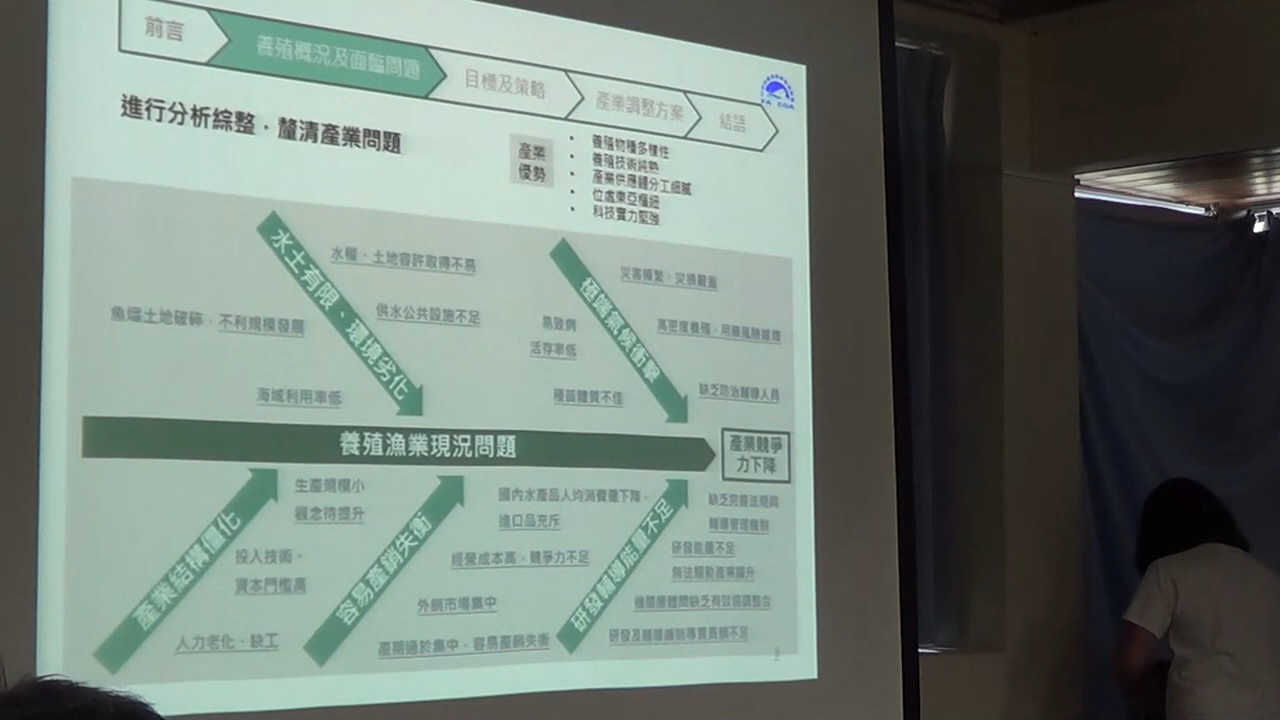 前言
養殖概況及面臨問題
目標及策略
產業調整方案
結語
進行分析綜整，釐清產業問題
產業
優勢
• 養殖物種多樣性
• 養殖技術純熟
• 產業供應鏈分工細膩
• 位處東亞樞紐
• 科技實力堅強
水土有限、環境劣化
水權、土地容許取得不易
供水公共設施不足
魚塭土地破碎，不利規模發展
海域利用率低
極端氣候衝擊
災害頻繁、災損嚴重
易致病
活存率低
高密度養殖，用藥風險據增
種苗體質不佳
缺乏防治輔導人員
養殖漁業現況問題
產業競爭
力下降
產業結構僵化
生產規模小
觀念待提升
投入技術、
資本門檻高
人力老化、缺工
容易產銷失衡
國內水產品人均消費量下降，
進口品充斥
經營成本高、競爭力不足
外銷市場集中
產期過於集中，容易產銷失衡
研發輔導能量不足
缺乏完善法規與
輔導管理機制
研發能量不足
無法驅動產業躍升
機關團體間缺乏有效協調整合
研發及輔導編制專責員額不足